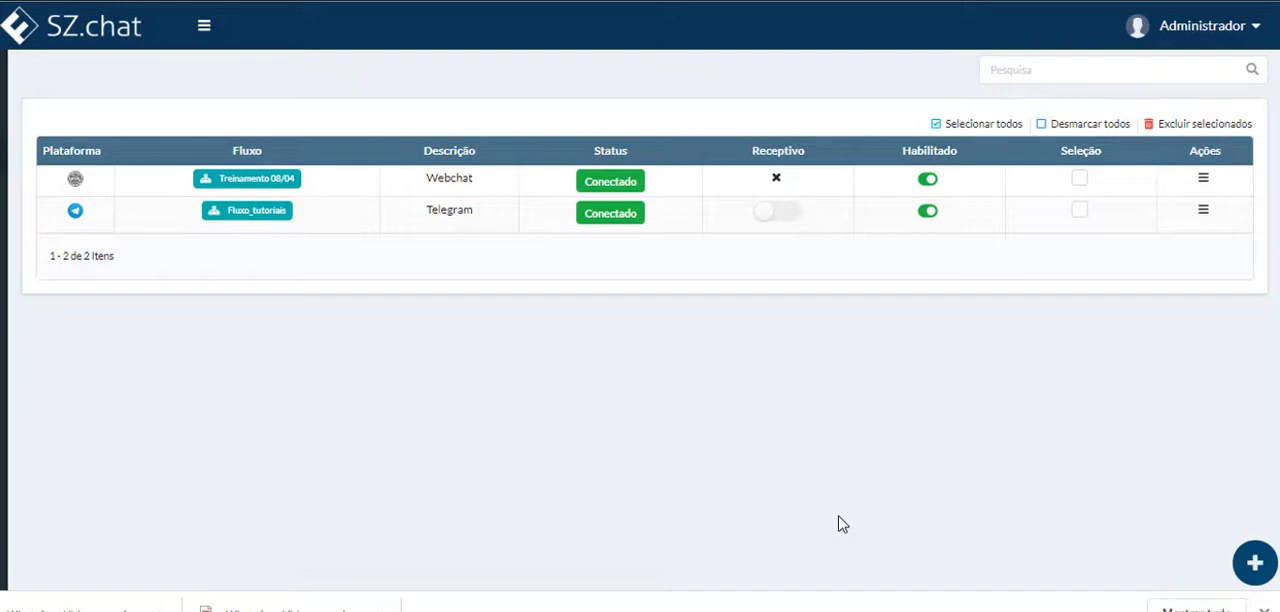 SZ.chat
Administrador
Pesquisa
Selecionar todos
Desmarcar todos
Excluir selecionados
Plataforma Fluxo Descrição Status Receptivo Habilitado Seleção Ações
Treinamento 08/04 Webchat Conectado
Fluxo_tutoriais Telegram Conectado
1 - 2 de 2 Itens